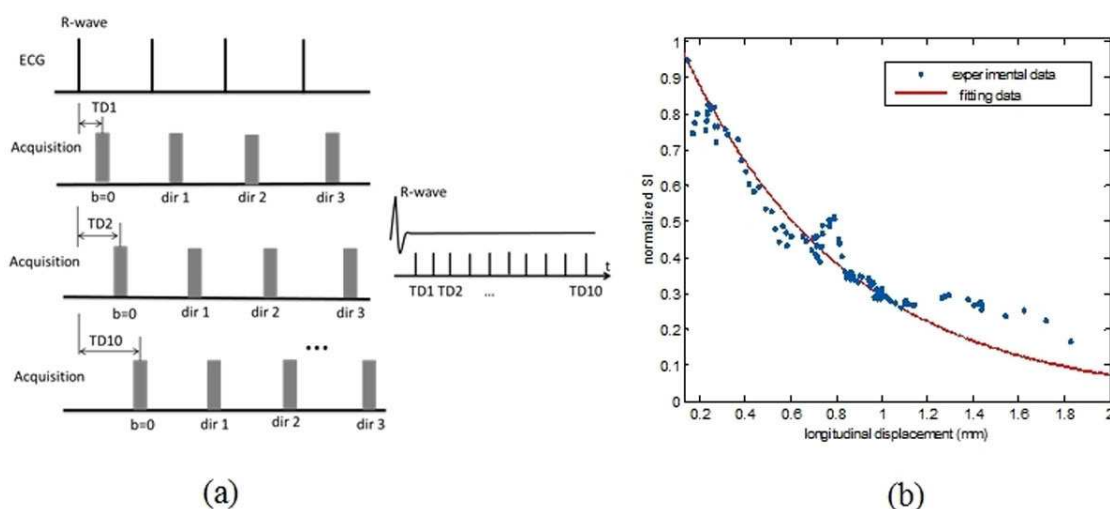 R-wave
ECG
TD1
Acquisition
b=0 dir 1 dir 2 dir 3
TD2
Acquisition
b=0 dir 1 dir 2 dir 3
TD10
...
Acquisition
b=0 dir 1 dir 2 dir 3
R-wave
t
TD1 TD2 ... TD10
(a)
1
0.9
0.8
0.7
0.6
0.5
0.4
0.3
0.2
0.1
0
normalized SI
experimental data
fitting data
0.2 0.4 0.6 0.8 1 1.2 1.4 1.6 1.8 2
longitudinal displacement (mm)
(b)